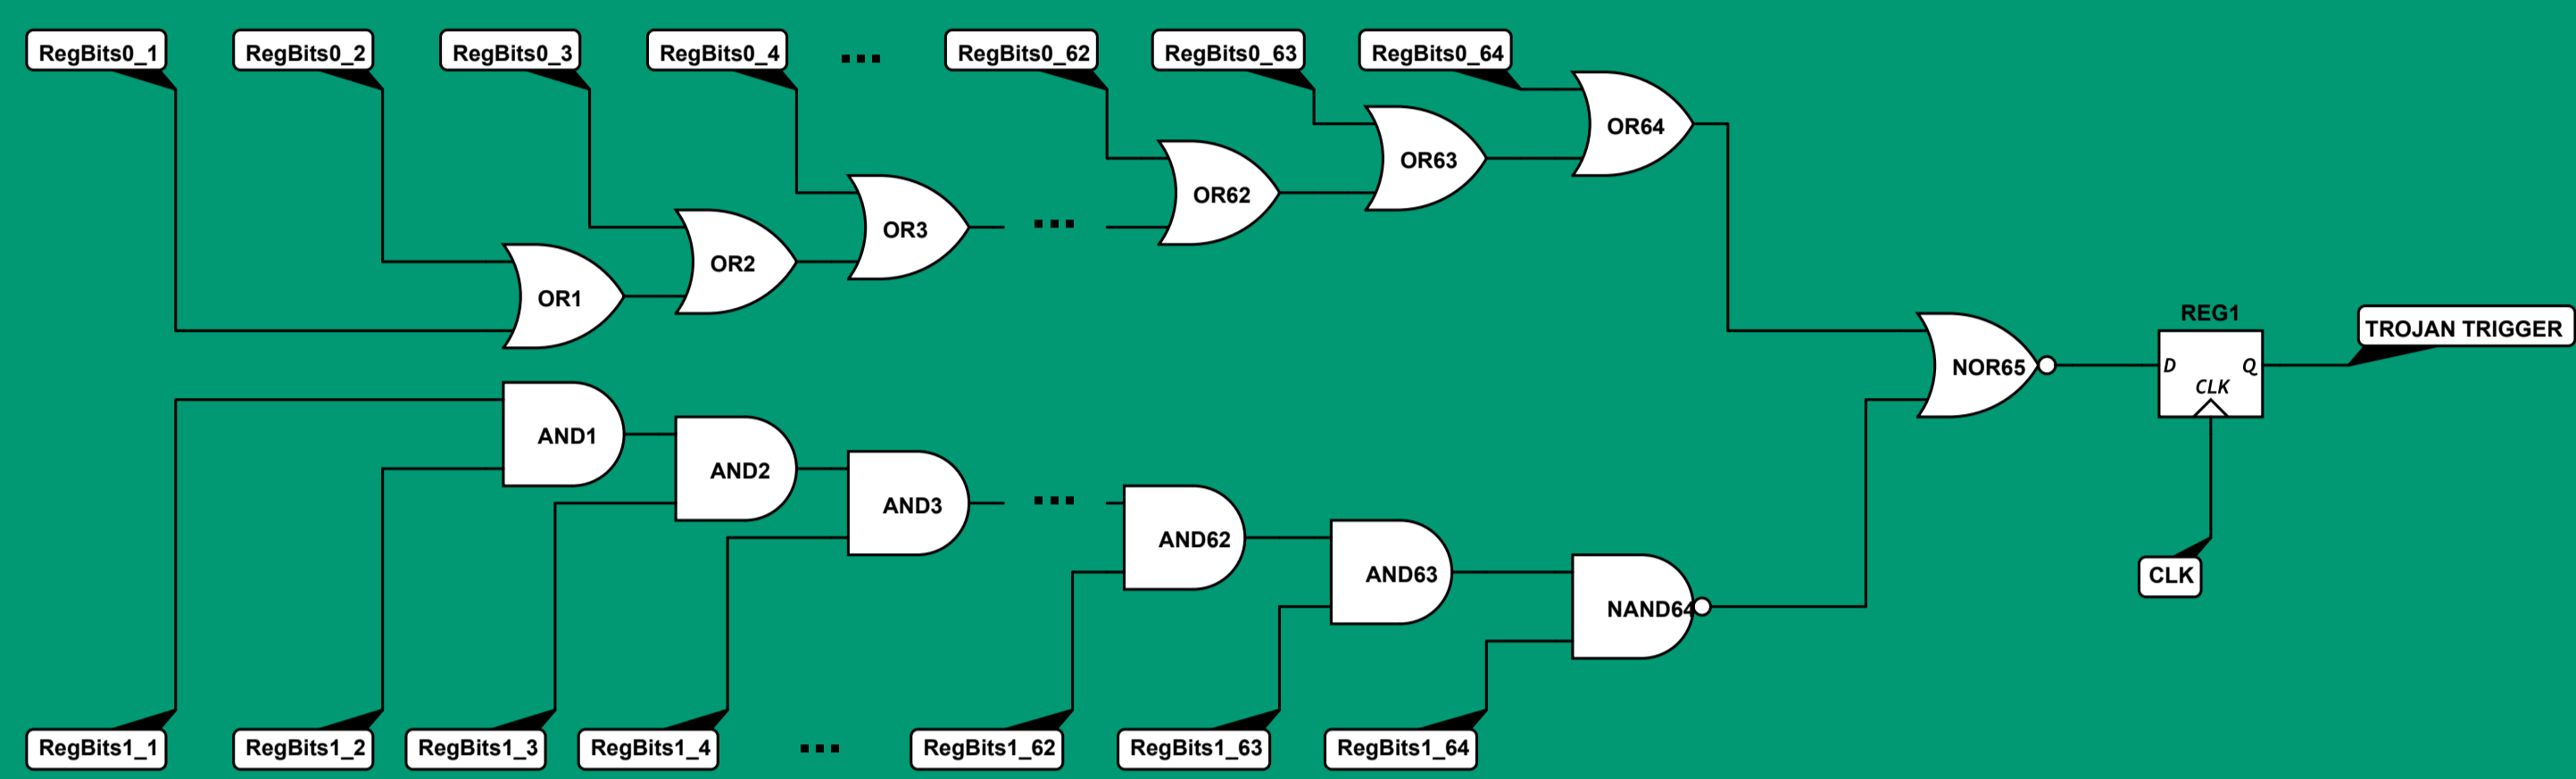 RegBits0_1
RegBits0_2
RegBits0_3
RegBits0_4
...
RegBits0_62
RegBits0_63
RegBits0_64
OR64
OR63
OR62
...
OR3
OR2
OR1
REG1
TROJAN TRIGGER
NOR65
D
Q
CLK
AND1
AND2
AND3
...
AND62
AND63
NAND64
CLK
RegBits1_1
RegBits1_2
RegBits1_3
RegBits1_4
...
RegBits1_62
RegBits1_63
RegBits1_64